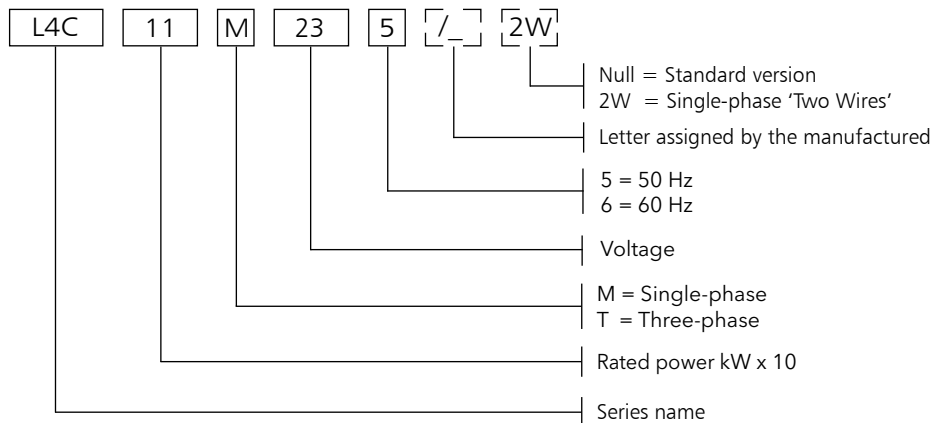 L4C 11 M 23 5 /_ 2W
Null = Standard version
2W = Single-phase ‘Two Wires’
Letter assigned by the manufactured
5 = 50 Hz
6 = 60 Hz
Voltage
M = Single-phase
T = Three-phase
Rated power kW x 10
Series name